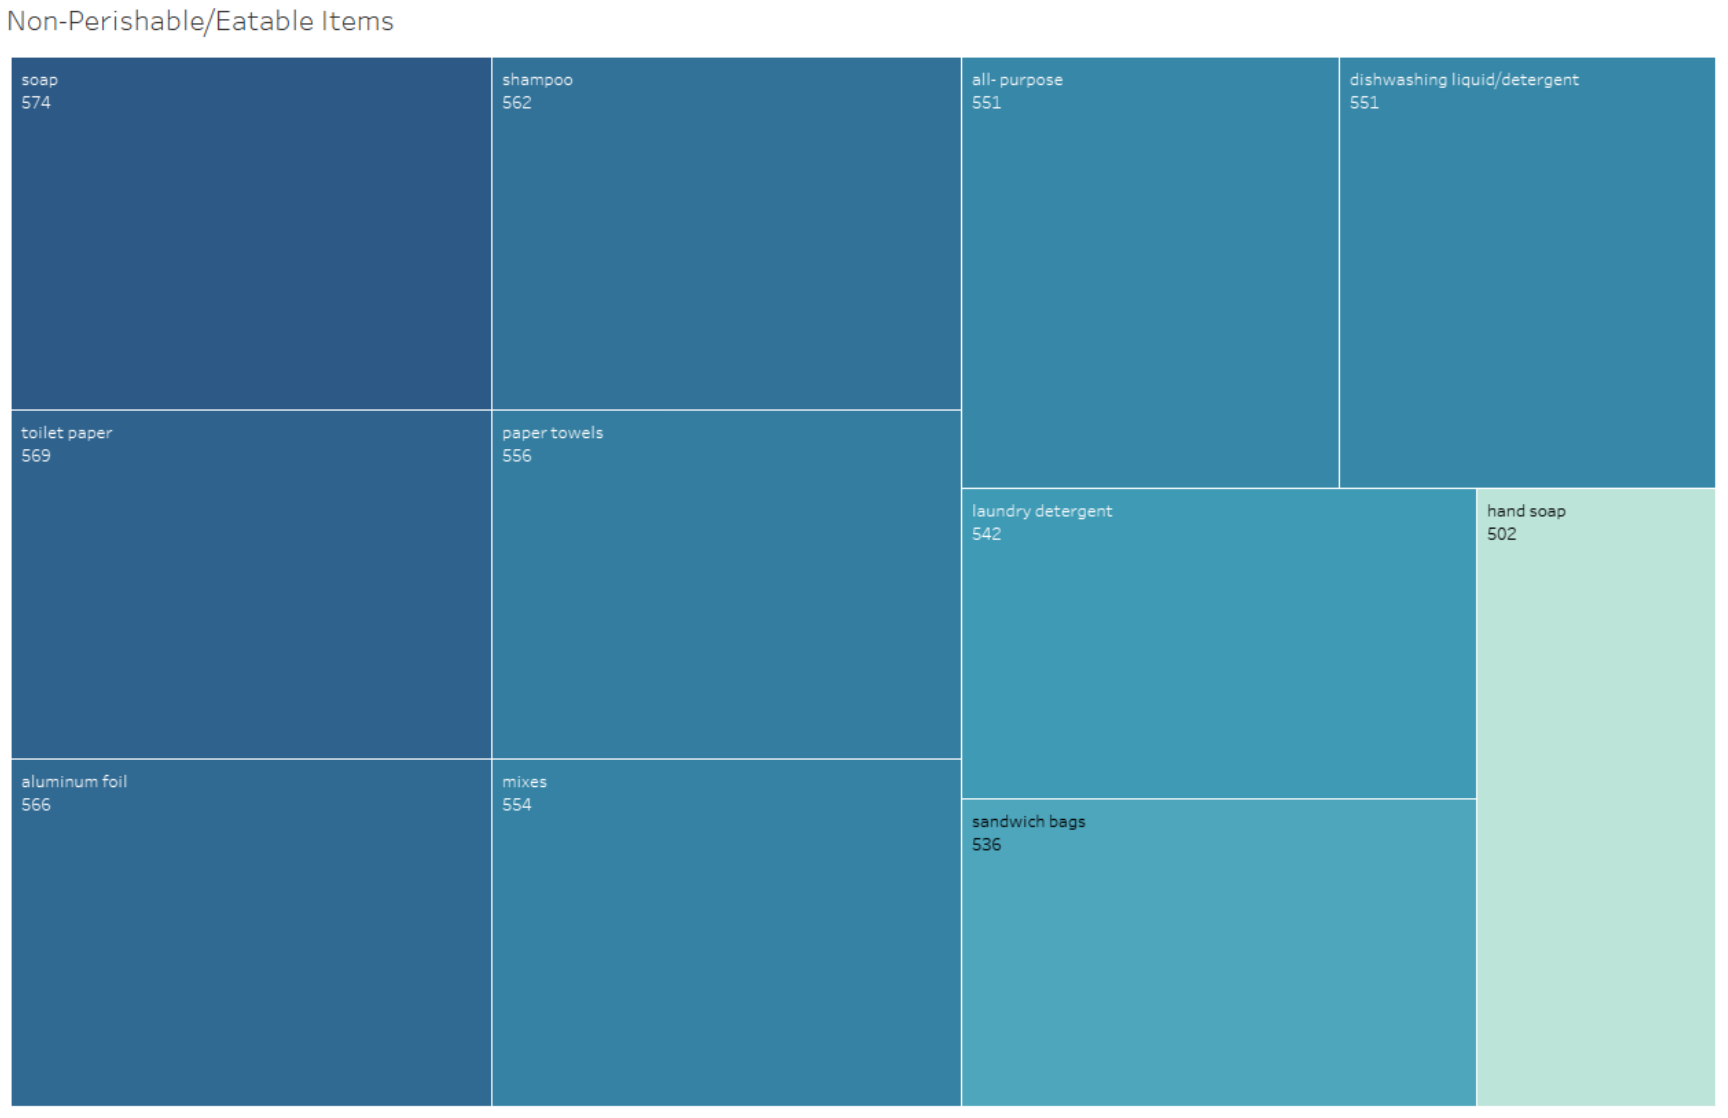 Non-Perishable/Eatable Items
soap
574
shampoo
562
all- purpose
551
dishwashing liquid/detergent
551
toilet paper
569
paper towels
556
laundry detergent
542
hand soap
502
aluminum foil
566
mixes
554
sandwich bags
536